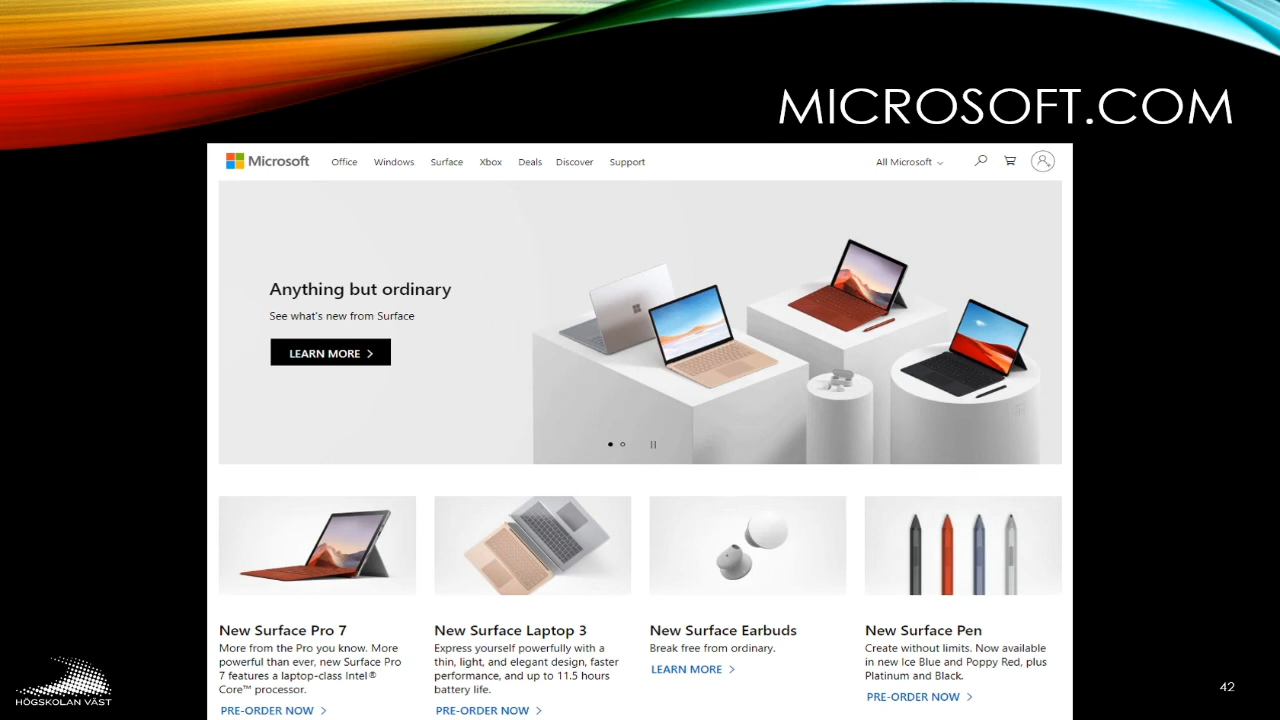 MICROSOFT.COM
Microsoft Office Windows Surface Xbox Deals Discover Support All Microsoft
Anything but ordinary
See what's new from Surface
LEARN MORE
New Surface Pro 7
More from the Pro you know. More
powerful than ever, new Surface Pro
7 features a laptop-class Intel®
Core™ processor.
PRE-ORDER NOW
New Surface Laptop 3
Express yourself powerfully with a
thin, light, and elegant design, faster
performance, and up to 11.5 hours
battery life.
PRE-ORDER NOW
New Surface Earbuds
Break free from ordinary.
LEARN MORE
New Surface Pen
Create without limits. Now available
in new Ice Blue and Poppy Red, plus
Platinum and Black.
PRE-ORDER NOW
HÖGSKOLAN VÄST
42